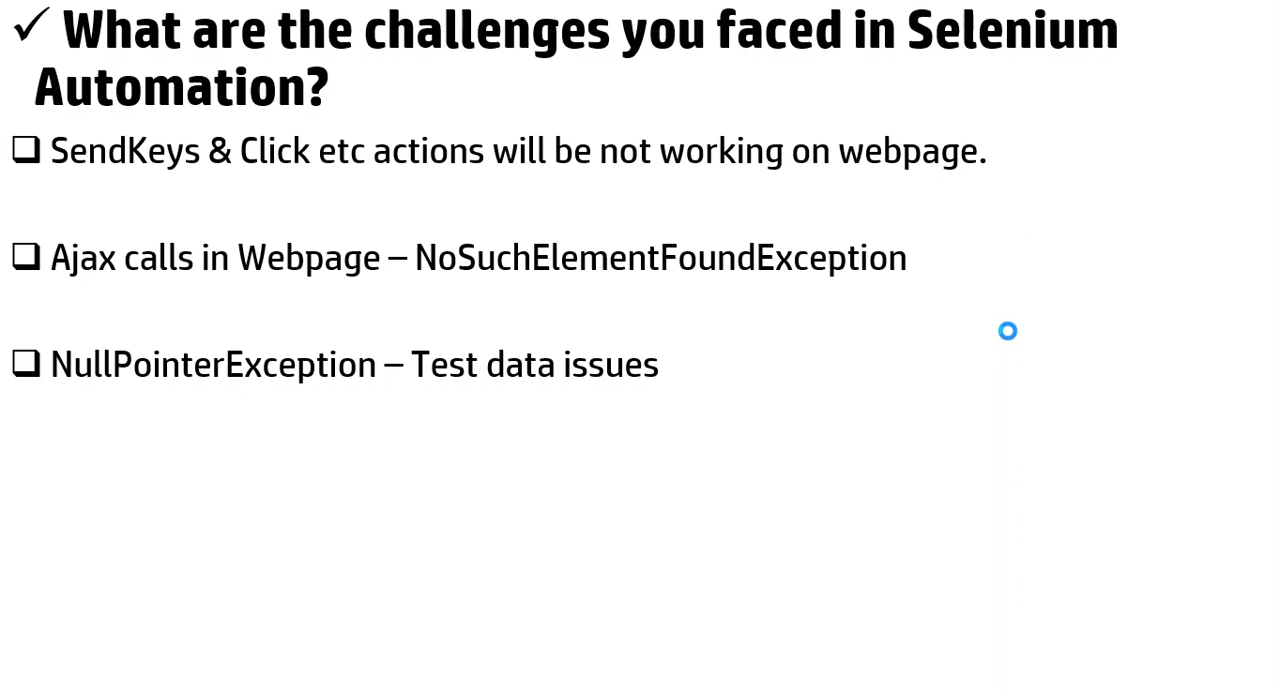 ✓ What are the challenges you faced in Selenium
Automation?
❑ SendKeys & Click etc actions will be not working on webpage.
❑ Ajax calls in Webpage – NoSuchElementFoundException
❑ NullPointerException – Test data issues